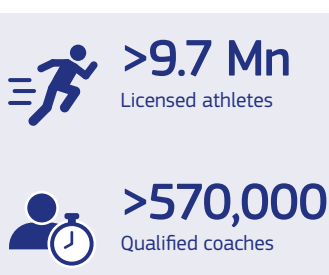 >9.7 Mn
Licensed athletes
>570,000
Qualified coaches